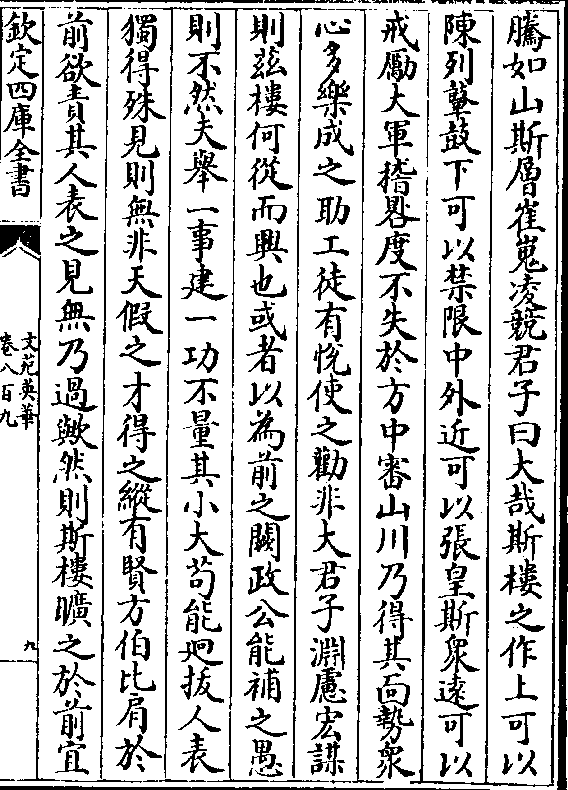 騰如山斯層崔嵬凌競君子曰大哉斯樓之作上可以
陳列鼛鼓下可以禁限中外近可以張皇斯衆遠可以
戒勵大軍稽晷度不失於方中審山川乃得其面勢衆
心多樂成之助工徒有恱使之勸非大君子淵慮宏謀
則兹樓何從而興也或者以為前之闕政公能補之愚
則不然夫舉一事建一功不量其小大苟能逈拔人表
獨得殊見則無非天假之才得之縱有賢方伯比肩於
前欲責其人表之見無乃過歟然則斯樓曠之於前宜
欽定四庫全書
文苑英華
卷八百九
九